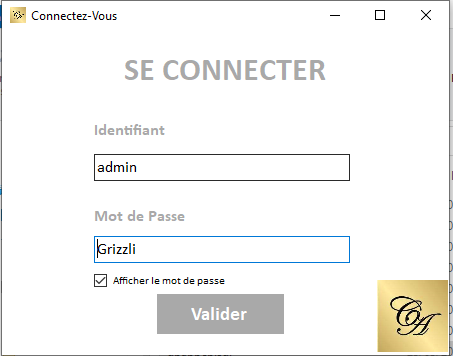 Connectez-Vous
SE CONNECTER
Identifiant
admin
Mot de Passe
Grizzli
Afficher le mot de passe
Valider
CA